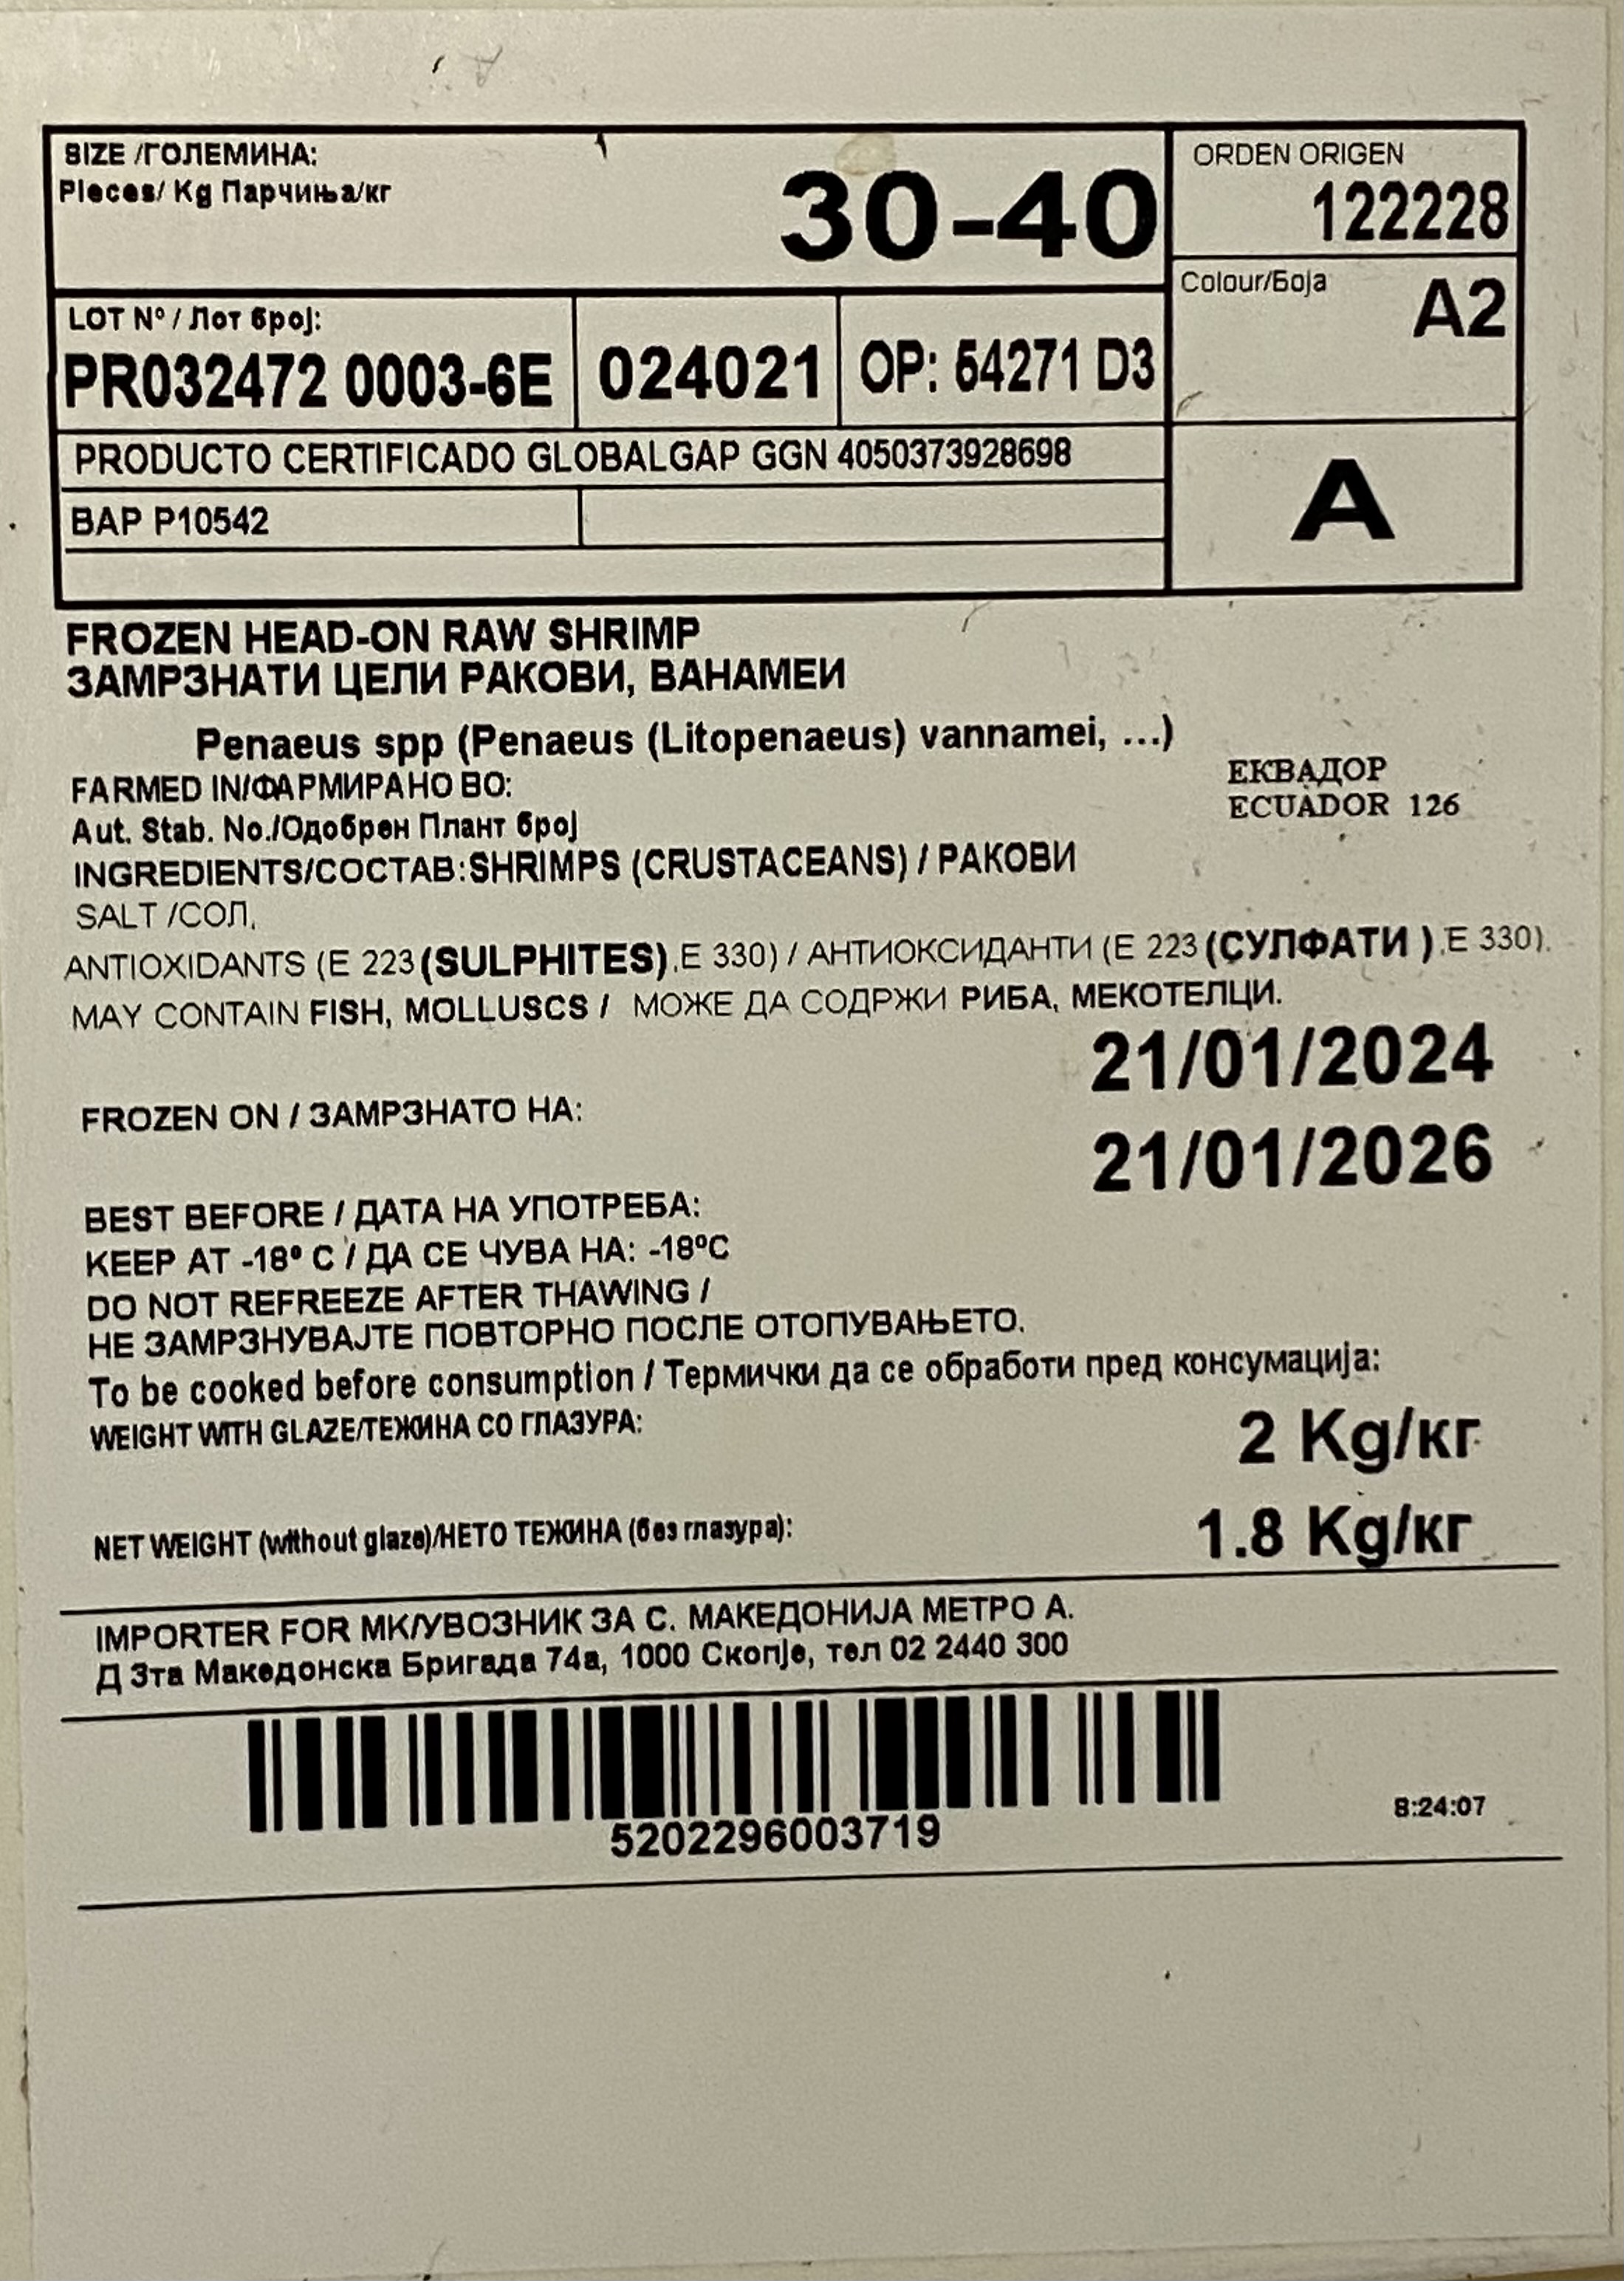 SIZE /ГОЛЕМИНА:
Pieces/ Kg Парчиња/кг
30-40
ORDEN ORIGEN
122228
Colour/Боја
A2
LOT Nº / Лот број:
PR032472 0003-6E
024021
OP: 54271 D3
PRODUCTO CERTIFICADO GLOBALGAP GGN 4050373928698
BAP P10542
A
FROZEN HEAD-ON RAW SHRIMP
ЗАМРЗНАТИ ЦЕЛИ РАКОВИ, ВАНАМЕИ
Penaeus spp (Penaeus (Litopenaeus) vannamei, ...)
FARMED IN/ФАРМИРАНО ВО:
ЕКВАДОР
Aut. Stab. No./Одобрен Плант број
ECUADOR 126
INGREDIENTS/СОСТАВ:SHRIMPS (CRUSTACEANS) / РАКОВИ
SALT /СОЛ,
ANTIOXIDANTS (E 223 (SULPHITES),E 330) / АНТИОКСИДАНТИ (Е 223 (СУЛФАТИ ),Е 330).
MAY CONTAIN FISH, MOLLUSCS / МОЖЕ ДА СОДРЖИ РИБА, МЕКОТЕЛЦИ.
21/01/2024
FROZEN ON / ЗАМРЗНАТО НА:
21/01/2026
BEST BEFORE / ДАТА НА УПОТРЕБА:
KEEP AT -18º C / ДА СЕ ЧУВА НА: -18ºC
DO NOT REFREEZE AFTER THAWING /
НЕ ЗАМРЗНУВАЈТЕ ПОВТОРНО ПОСЛЕ ОТОПУВАЊЕТО.
To be cooked before consumption / Термички да се обработи пред консумација:
WEIGHT WITH GLAZE/ТЕЖИНА СО ГЛАЗУРА:
2 Kg/кг
NET WEIGHT (without glaze)/НЕТО ТЕЖИНА (без глазура):
1.8 Kg/кг
IMPORTER FOR MK/УВОЗНИК ЗА С. МАКЕДОНИЈА МЕТРО А.
Д 3та Македонска Бригада 74а, 1000 Скопје, тел 02 2440 300
5202296003719
8:24:07